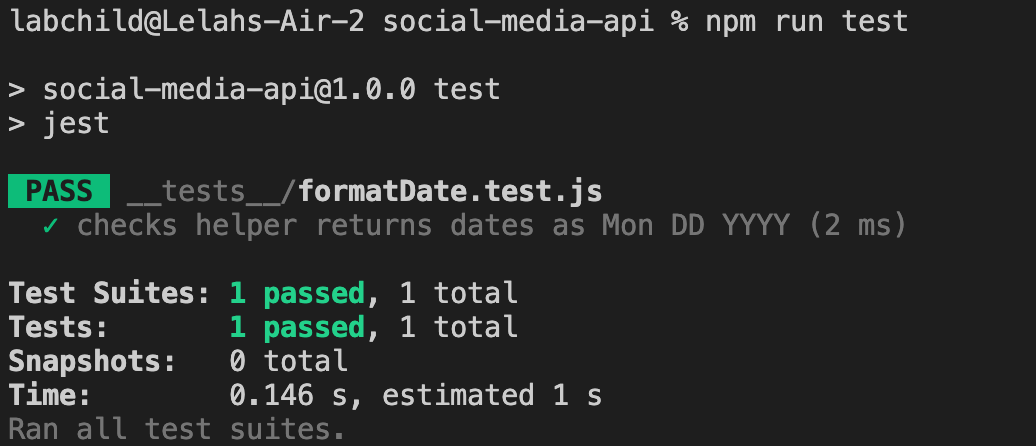 labchild@Lelahs-Air-2 social-media-api % npm run test
> social-media-api@1.0.0 test
> jest
PASS __tests__/formatDate.test.js
✓ checks helper returns dates as Mon DD YYYY (2 ms)
Test Suites: 1 passed, 1 total
Tests: 1 passed, 1 total
Snapshots: 0 total
Time: 0.146 s, estimated 1 s
Ran all test suites.